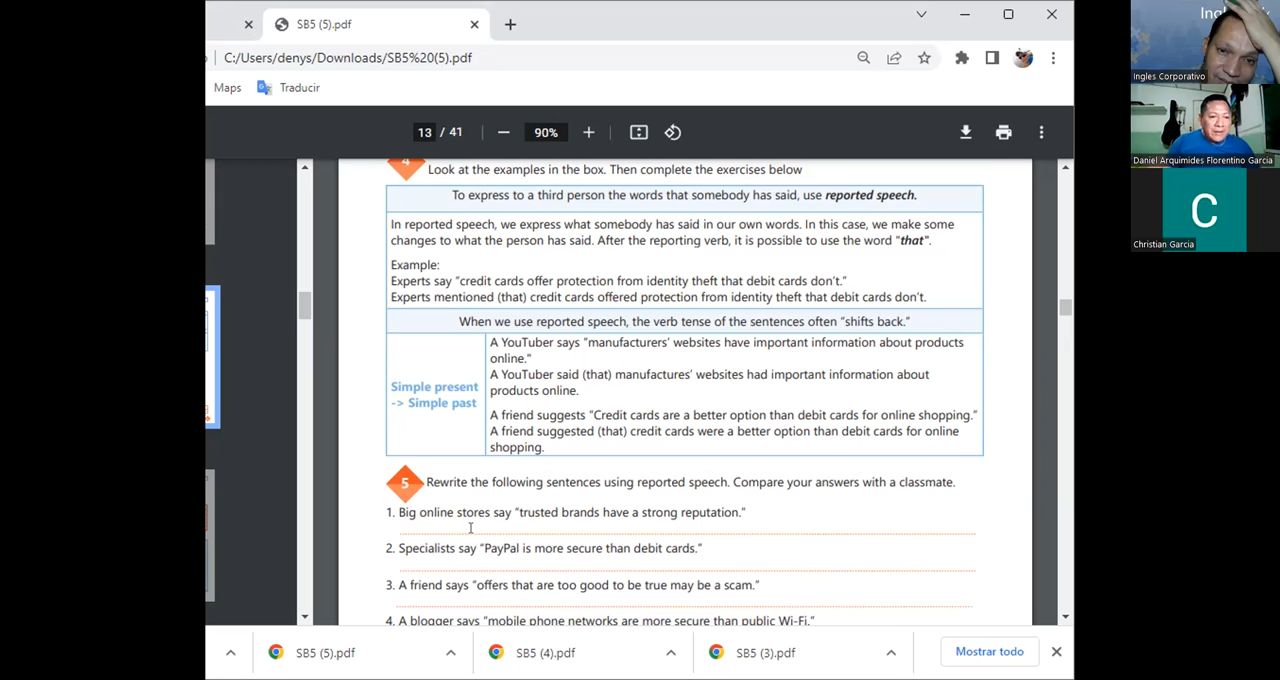 SB5 (5).pdf
C:/Users/denys/Downloads/SB5%20(5).pdf
Maps
Traducir
13 / 41
90%
4
Look at the examples in the box. Then complete the exercises below
To express to a third person the words that somebody has said, use reported speech.
In reported speech, we express what somebody has said in our own words. In this case, we make some
changes to what the person has said. After the reporting verb, it is possible to use the word "that".
Example:
Experts say "credit cards offer protection from identity theft that debit cards don't."
Experts mentioned (that) credit cards offered protection from identity theft that debit cards don't.
When we use reported speech, the verb tense of the sentences often "shifts back."
Simple present
-> Simple past
A YouTuber says "manufacturers' websites have important information about products
online."
A YouTuber said (that) manufactures' websites had important information about
products online.
A friend suggests "Credit cards are a better option than debit cards for online shopping."
A friend suggested (that) credit cards were a better option than debit cards for online
shopping.
5
Rewrite the following sentences using reported speech. Compare your answers with a classmate.
1. Big online stores say "trusted brands have a strong reputation."
2. Specialists say "PayPal is more secure than debit cards."
3. A friend says "offers that are too good to be true may be a scam."
4. A blogger says "mobile phone networks are more secure than public Wi-Fi."
SB5 (5).pdf
SB5 (4).pdf
SB5 (3).pdf
Mostrar todo
Ingles Corporativo
Daniel Arquimides Florentino Garcia
C
Christian Garcia